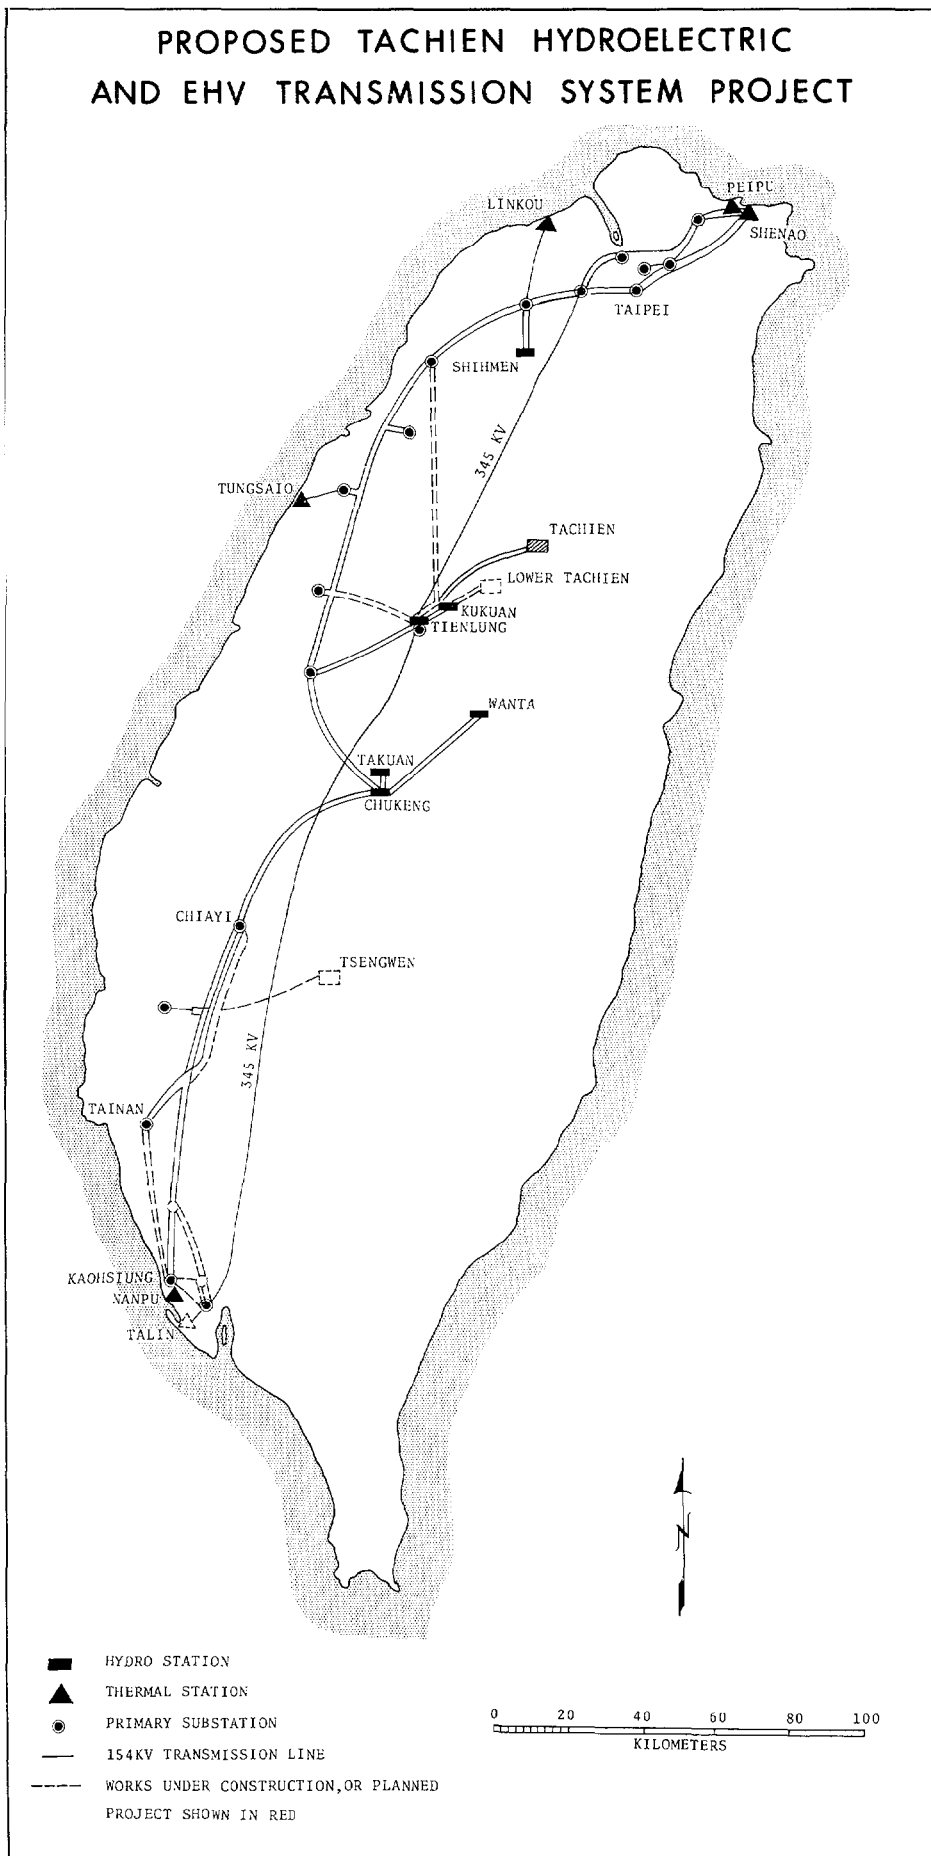 PROPOSED TACHIEN HYDROELECTRIC
AND EHV TRANSMISSION SYSTEM PROJECT
PEIPU
LINKOU
SHENAO
TAIPEI
SHIHMEN
345 KV
TUNGSAIO
TACHIEN
LOWER TACHIEN
KUKUAN
TIENLUNG
WANTA
TAKUAN
CHUKENG
CHIAYI
TSENGWEN
345 KV
TAINAN
KAOHSIUNG
NANPU
TALIN
N
HYDRO STATION
THERMAL STATION
PRIMARY SUBSTATION
154KV TRANSMISSION LINE
WORKS UNDER CONSTRUCTION, OR PLANNED
PROJECT SHOWN IN RED
0 20 40 60 80 100
KILOMETERS